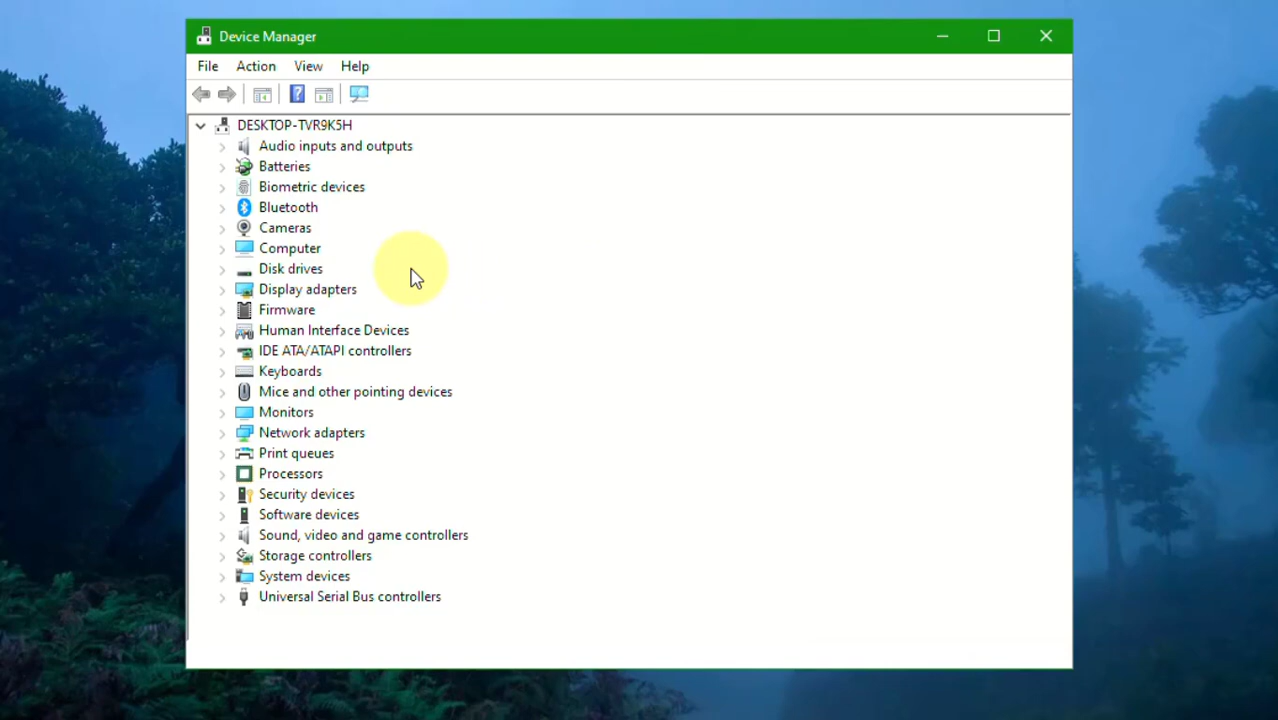 Device Manager
File Action View Help
DESKTOP-TVR9K5H
Audio inputs and outputs
Batteries
Biometric devices
Bluetooth
Cameras
Computer
Disk drives
Display adapters
Firmware
Human Interface Devices
IDE ATA/ATAPI controllers
Keyboards
Mice and other pointing devices
Monitors
Network adapters
Print queues
Processors
Security devices
Software devices
Sound, video and game controllers
Storage controllers
System devices
Universal Serial Bus controllers